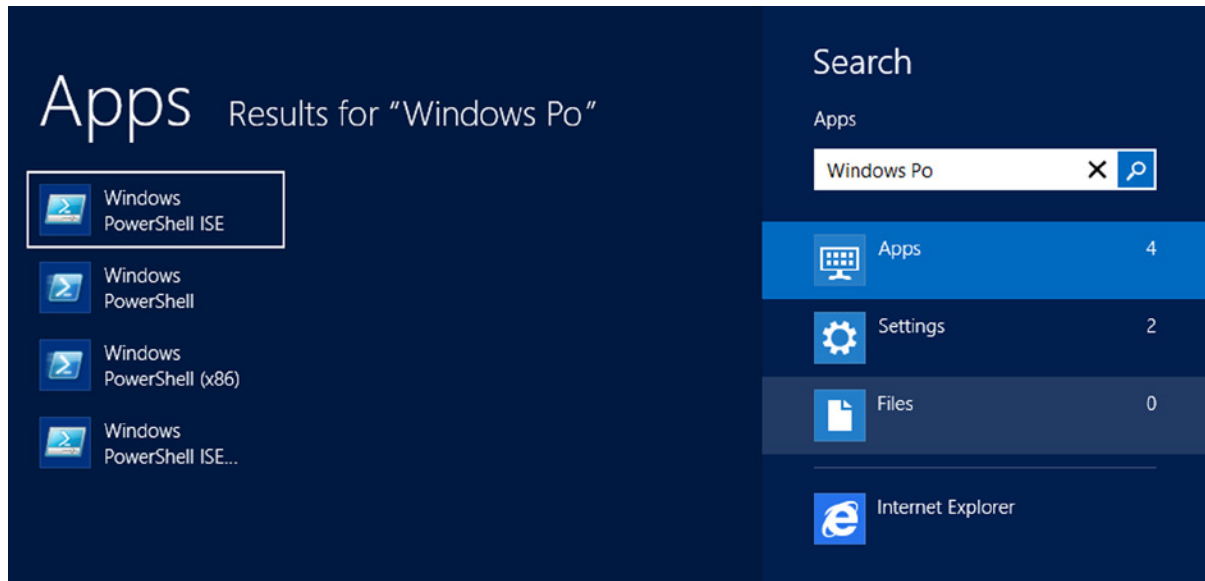 Apps Results for “Windows Po”
Windows
PowerShell ISE
Windows
PowerShell
Windows
PowerShell (x86)
Windows
PowerShell ISE...
Search
Apps
Windows Po
Apps 4
Settings 2
Files 0
Internet Explorer